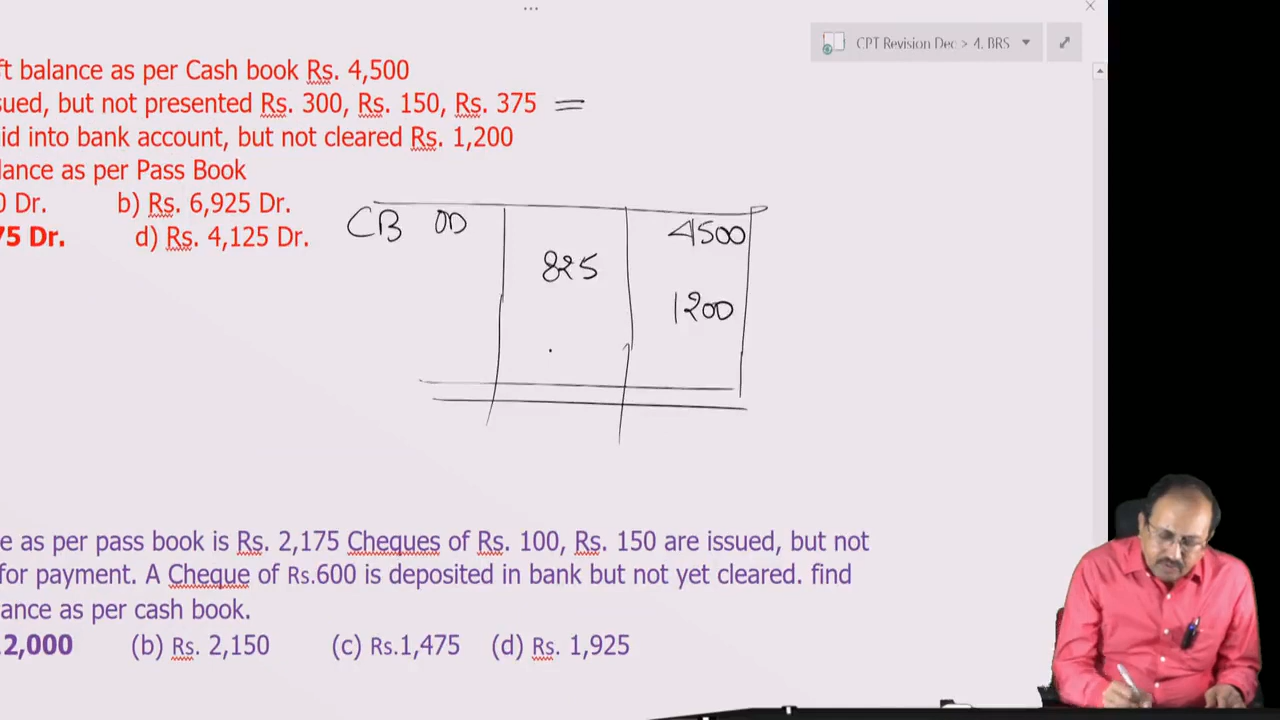 CPT Revision Dec > 4. BRS
ft balance as per Cash book Rs. 4,500
sued, but not presented Rs. 300, Rs. 150, Rs. 375 =
id into bank account, but not cleared Rs. 1,200
lance as per Pass Book
0 Dr. b) Rs. 6,925 Dr.
75 Dr. d) Rs. 4,125 Dr.
CB OD 4500
825
1200
e as per pass book is Rs. 2,175 Cheques of Rs. 100, Rs. 150 are issued, but not
for payment. A Cheque of Rs.600 is deposited in bank but not yet cleared. find
ance as per cash book.
.2,000 (b) Rs. 2,150 (c) Rs.1,475 (d) Rs. 1,925